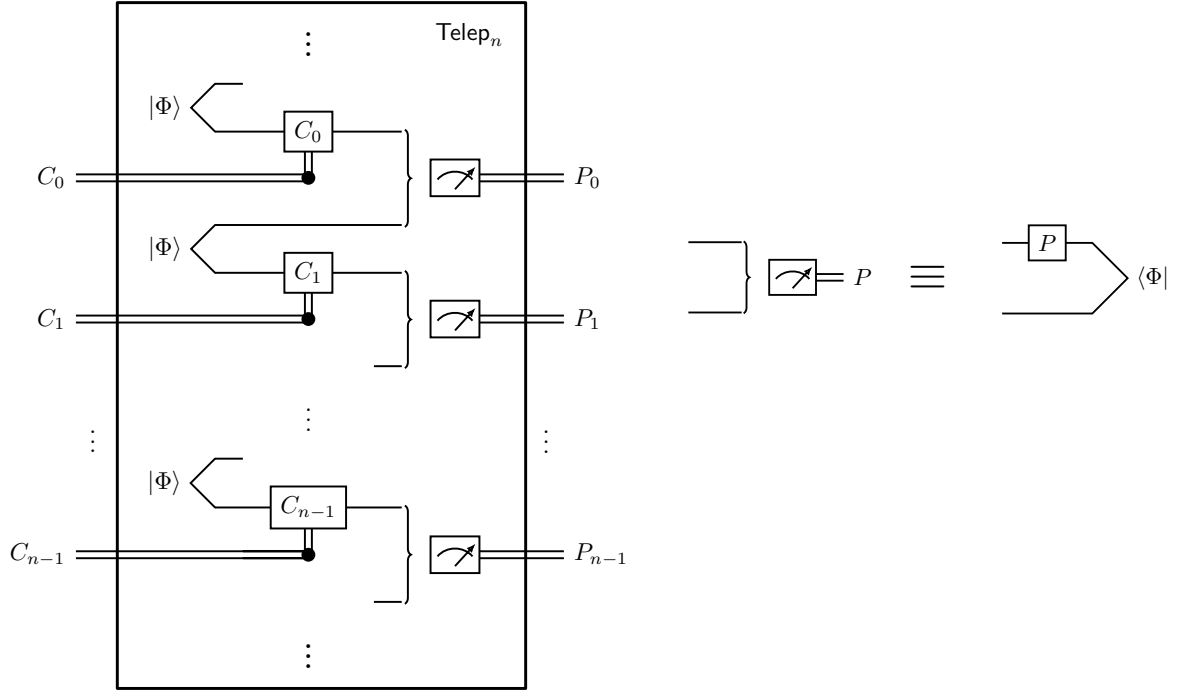 Telep_n
⋮
|Φ⟩
C_0
C_0
P_0
|Φ⟩
C_1
C_1
P_1
P
≡
P
⟨Φ|
⋮
⋮
⋮
|Φ⟩
C_{n−1}
C_{n−1}
P_{n−1}
⋮